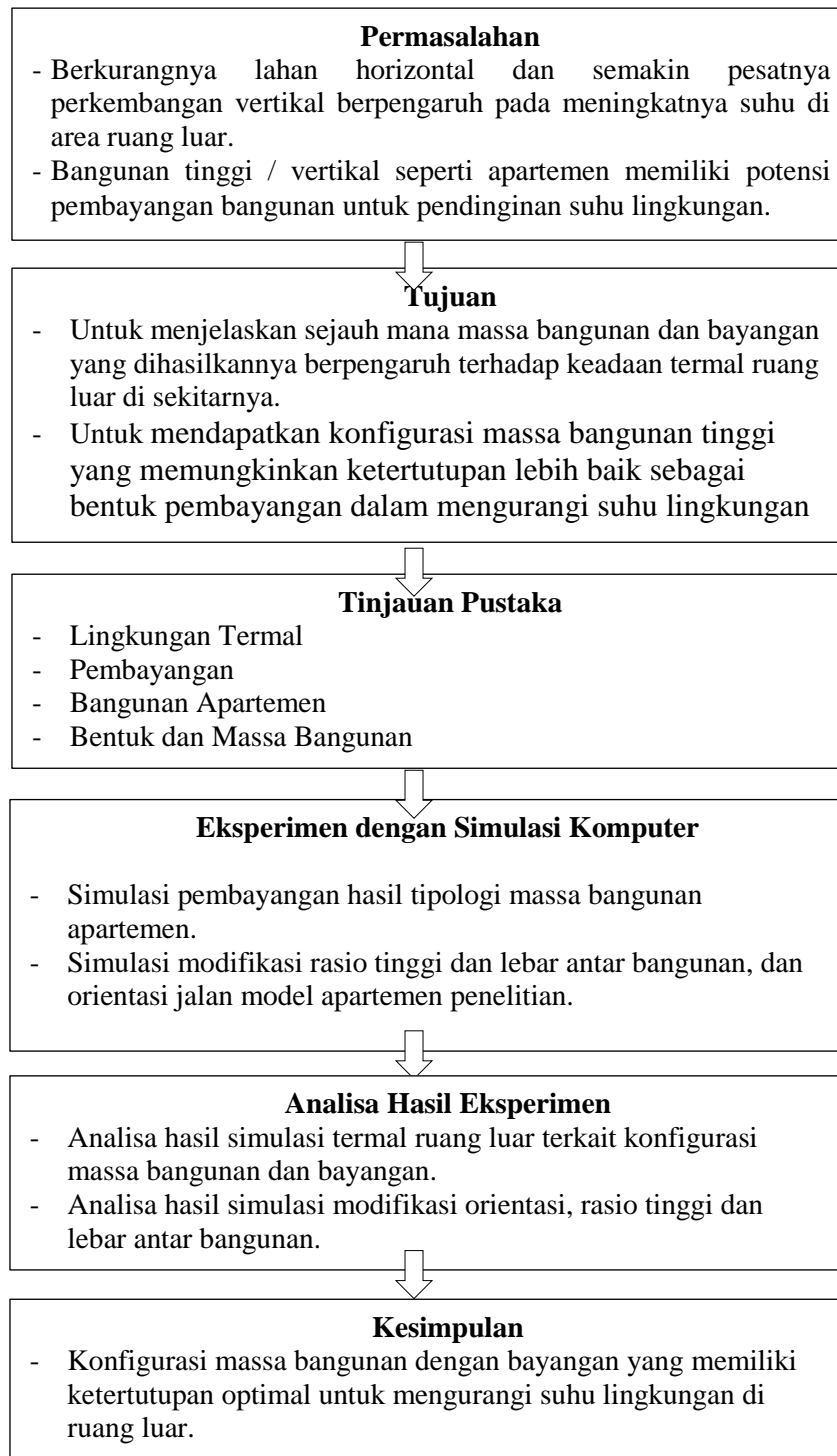 Permasalahan
- Berkurangnya lahan horizontal dan semakin pesatnya
perkembangan vertikal berpengaruh pada meningkatnya suhu di
area ruang luar.
- Bangunan tinggi / vertikal seperti apartemen memiliki potensi
pembayangan bangunan untuk pendinginan suhu lingkungan.
Tujuan
- Untuk menjelaskan sejauh mana massa bangunan dan bayangan
yang dihasilkannya berpengaruh terhadap keadaan termal ruang
luar di sekitarnya.
- Untuk mendapatkan konfigurasi massa bangunan tinggi
yang memungkinkan ketertutupan lebih baik sebagai
bentuk pembayangan dalam mengurangi suhu lingkungan
Tinjauan Pustaka
- Lingkungan Termal
- Pembayangan
- Bangunan Apartemen
- Bentuk dan Massa Bangunan
Eksperimen dengan Simulasi Komputer
- Simulasi pembayangan hasil tipologi massa bangunan
apartemen.
- Simulasi modifikasi rasio tinggi dan lebar antar bangunan, dan
orientasi jalan model apartemen penelitian.
Analisa Hasil Eksperimen
- Analisa hasil simulasi termal ruang luar terkait konfigurasi
massa bangunan dan bayangan.
- Analisa hasil simulasi modifikasi orientasi, rasio tinggi dan
lebar antar bangunan.
Kesimpulan
- Konfigurasi massa bangunan dengan bayangan yang memiliki
ketertutupan optimal untuk mengurangi suhu lingkungan di
ruang luar.